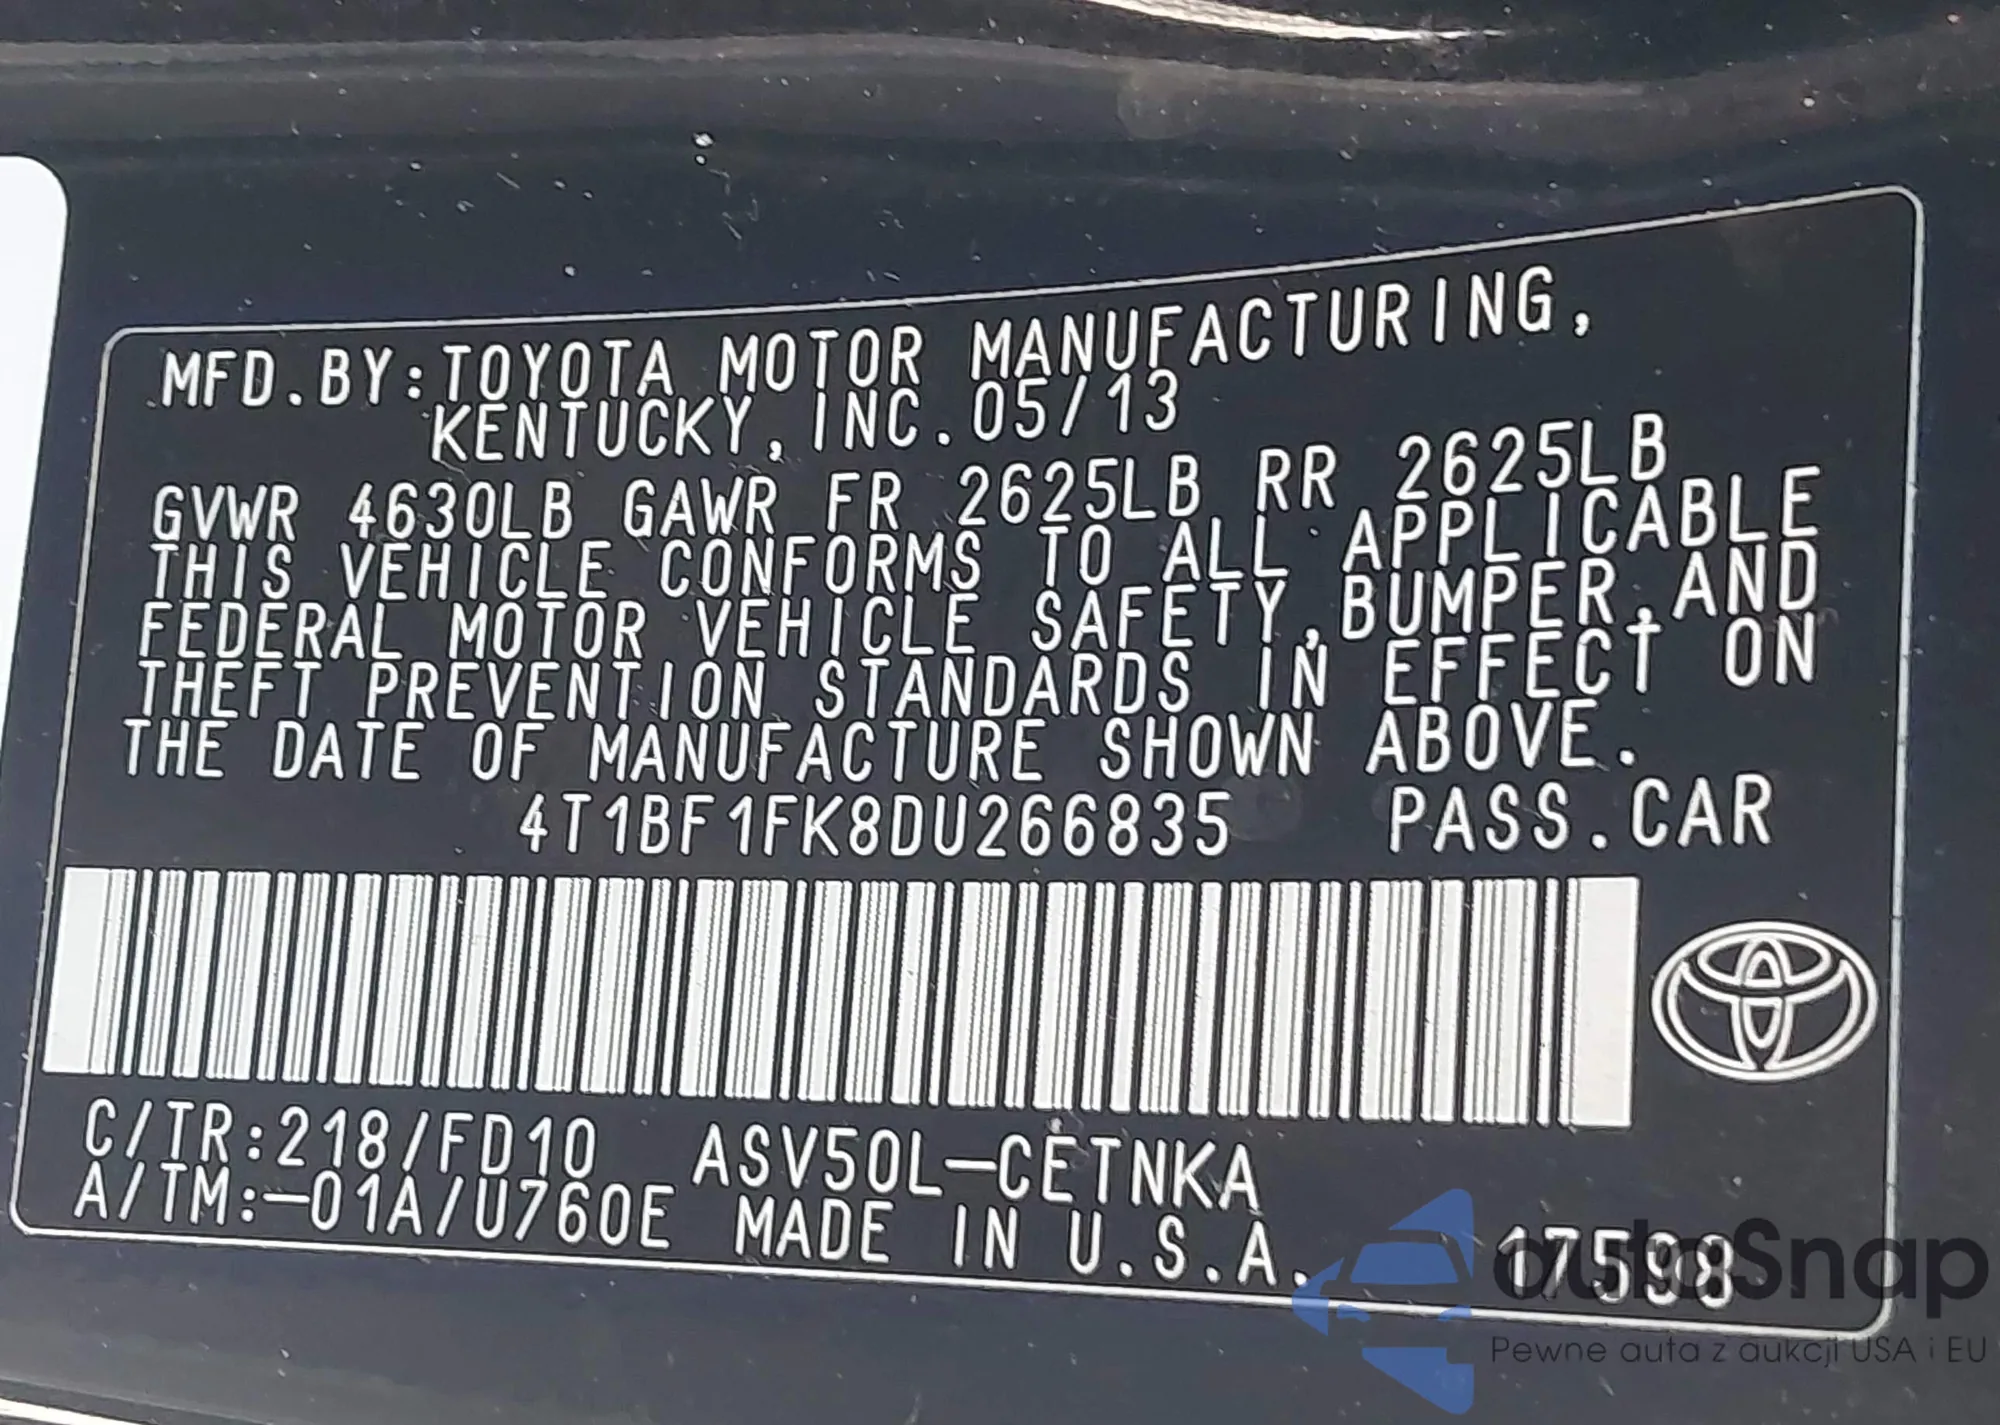 MFD.BY:TOYOTA MOTOR MANUFACTURING,
KENTUCKY,INC.05/13
GVWR 4630LB GAWR FR 2625LB RR 2625LB
THIS VEHICLE CONFORMS TO ALL APPLICABLE
FEDERAL MOTOR VEHICLE SAFETY,BUMPER,AND
THEFT PREVENTION STANDARDS IN EFFECT ON
THE DATE OF MANUFACTURE SHOWN ABOVE.
4T1BF1FK8DU266835 PASS.CAR
C/TR:218/FD10 ASV50L-CETNKA
A/TM:-01A/U760E MADE IN U.S.A. 17598
autoSnap
Pewne auta z aukcji USA i EU